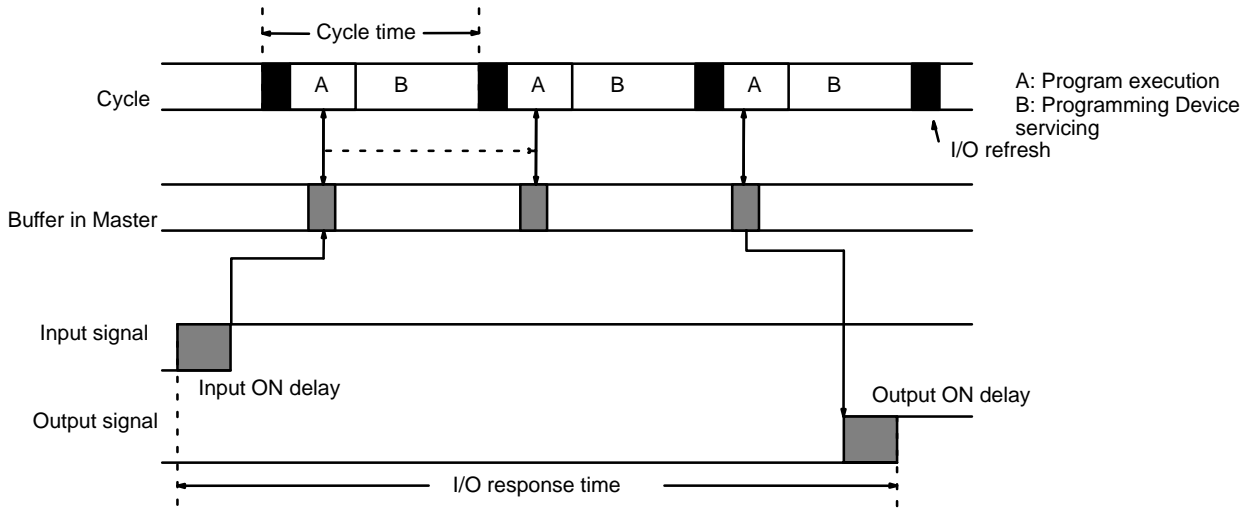 Cycle time
Cycle
A
B
A
B
A
B
A: Program execution
B: Programming Device
servicing
I/O refresh
Buffer in Master
Input signal
Input ON delay
Output ON delay
Output signal
I/O response time